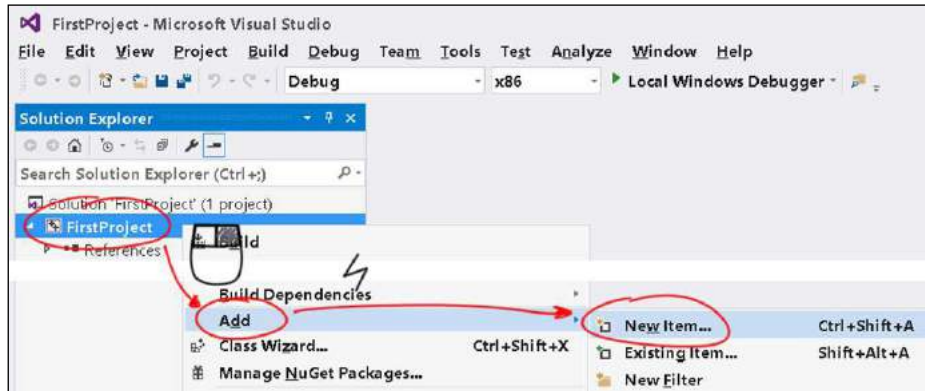 FirstProject - Microsoft Visual Studio
File Edit View Project Build Debug Team Tools Test Analyze Window Help
Debug x86 Local Windows Debugger
Solution Explorer
Search Solution Explorer (Ctrl+;)
Solution 'FirstProject' (1 project)
FirstProject
References
Build
Build Dependencies
Add
New Item... Ctrl+Shift+A
Class Wizard... Ctrl+Shift+X
Existing Item... Shift+Alt+A
Manage NuGet Packages...
New Filter